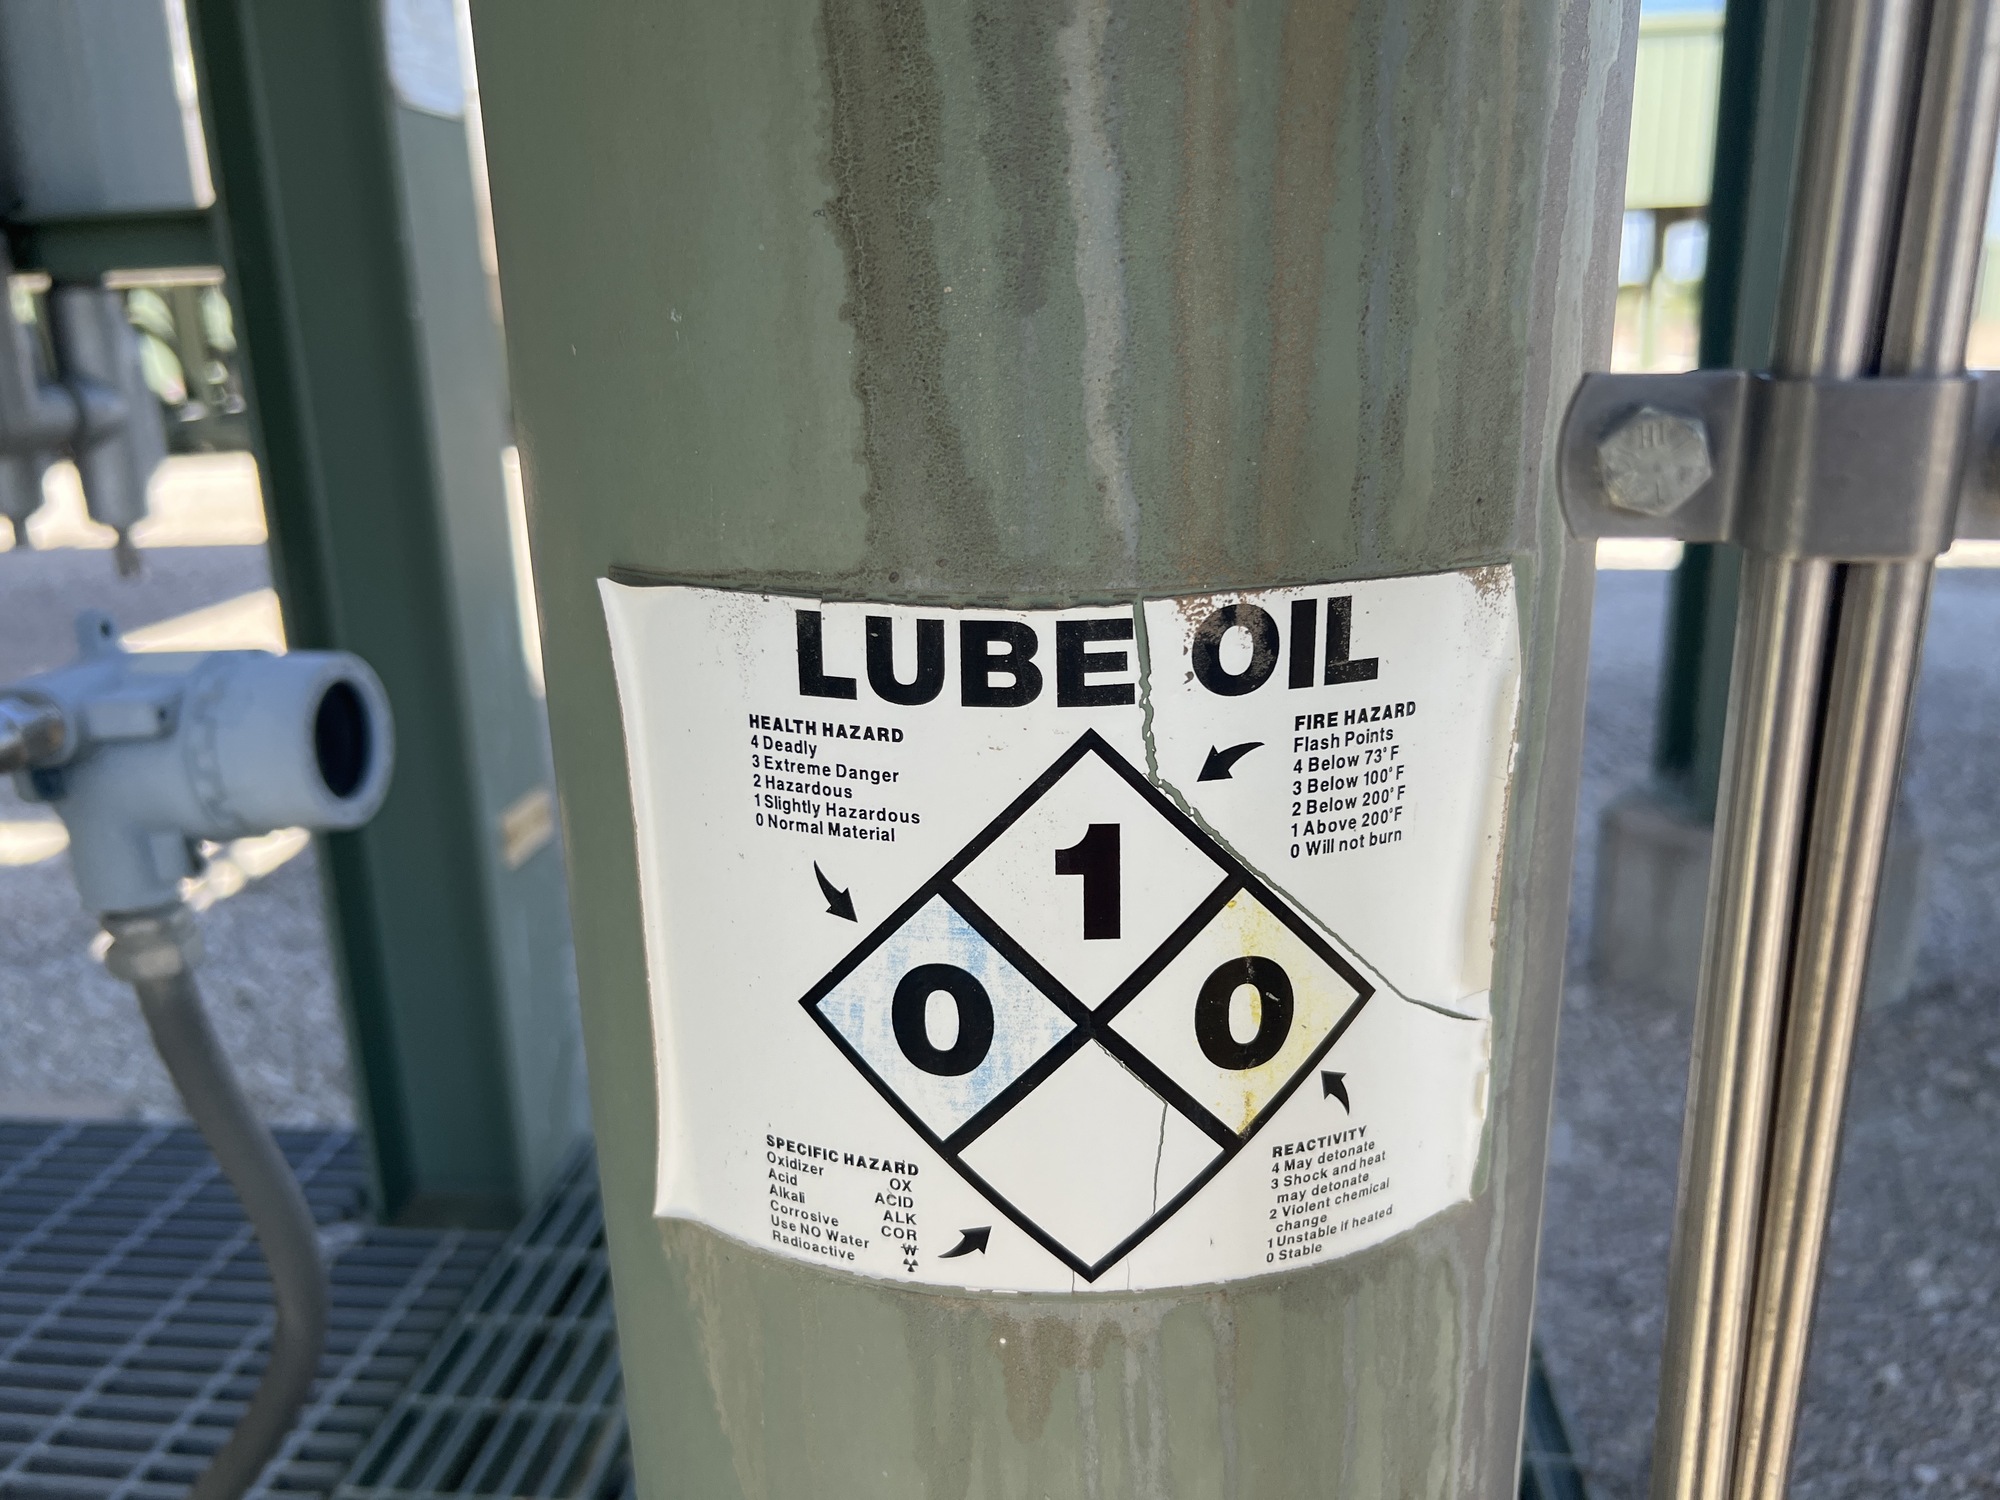 LUBE OIL
HEALTH HAZARD
4 Deadly
3 Extreme Danger
2 Hazardous
1 Slightly Hazardous
0 Normal Material
FIRE HAZARD
Flash Points
4 Below 73°F
3 Below 100°F
2 Below 200°F
1 Above 200°F
0 Will not burn
1
0
0
SPECIFIC HAZARD
Oxidizer OX
Acid ACID
Alkali ALK
Corrosive COR
Use NO Water W
Radioactive
REACTIVITY
4 May detonate
3 Shock and heat
may detonate
2 Violent chemical
change
1 Unstable if heated
0 Stable